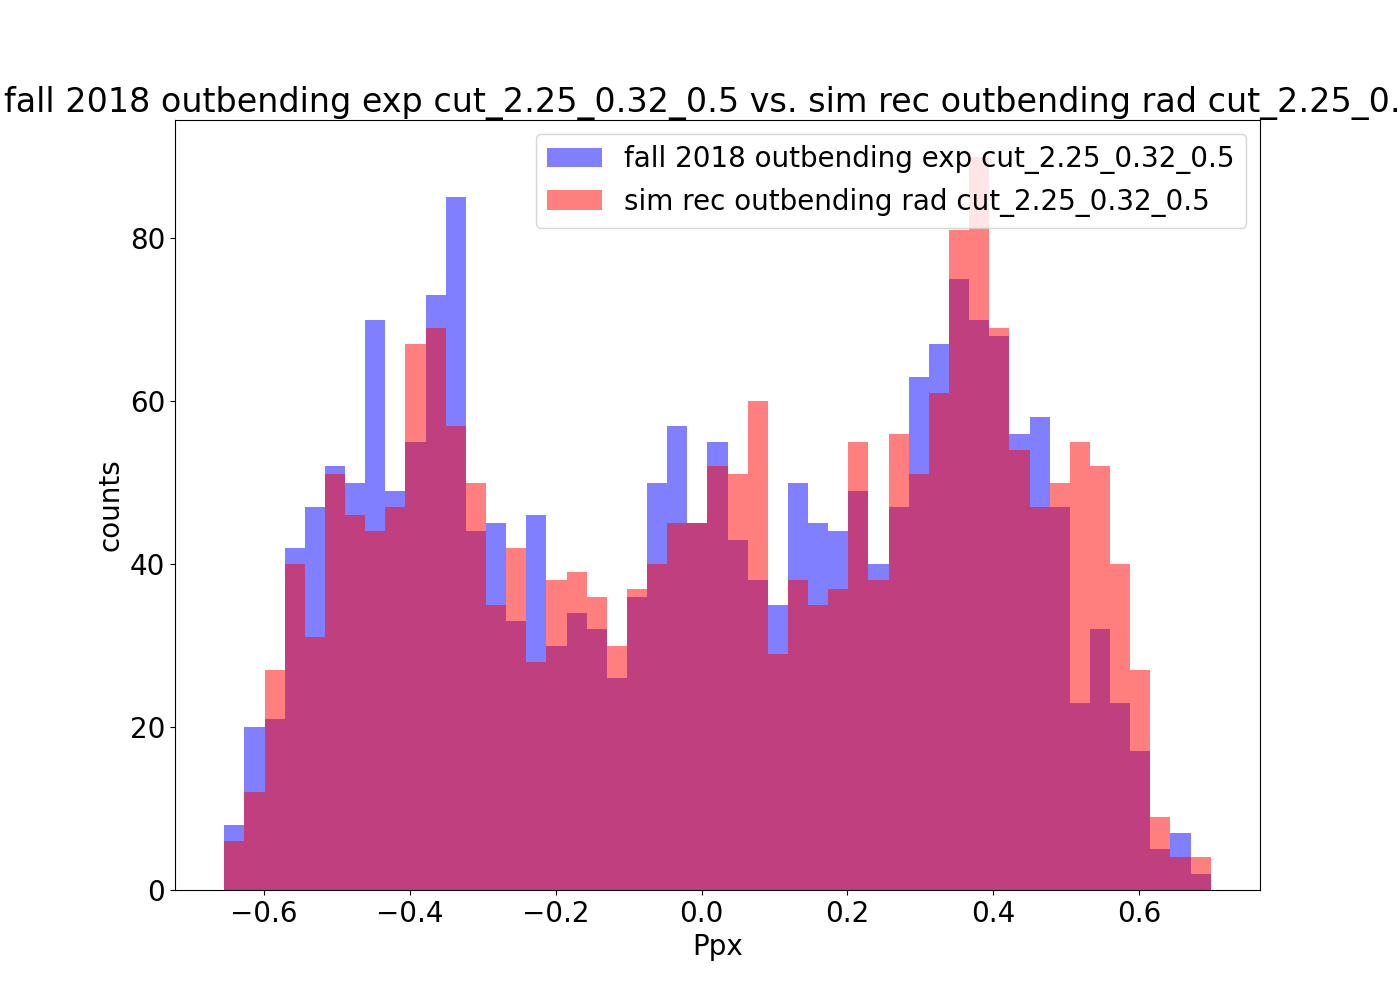 fall 2018 outbending exp cut_2.25_0.32_0.5 vs. sim rec outbending rad cut_2.25_0.
fall 2018 outbending exp cut_2.25_0.32_0.5
sim rec outbending rad cut_2.25_0.32_0.5
80
60
40
20
0
counts
−0.6 −0.4 −0.2 0.0 0.2 0.4 0.6
Ppx